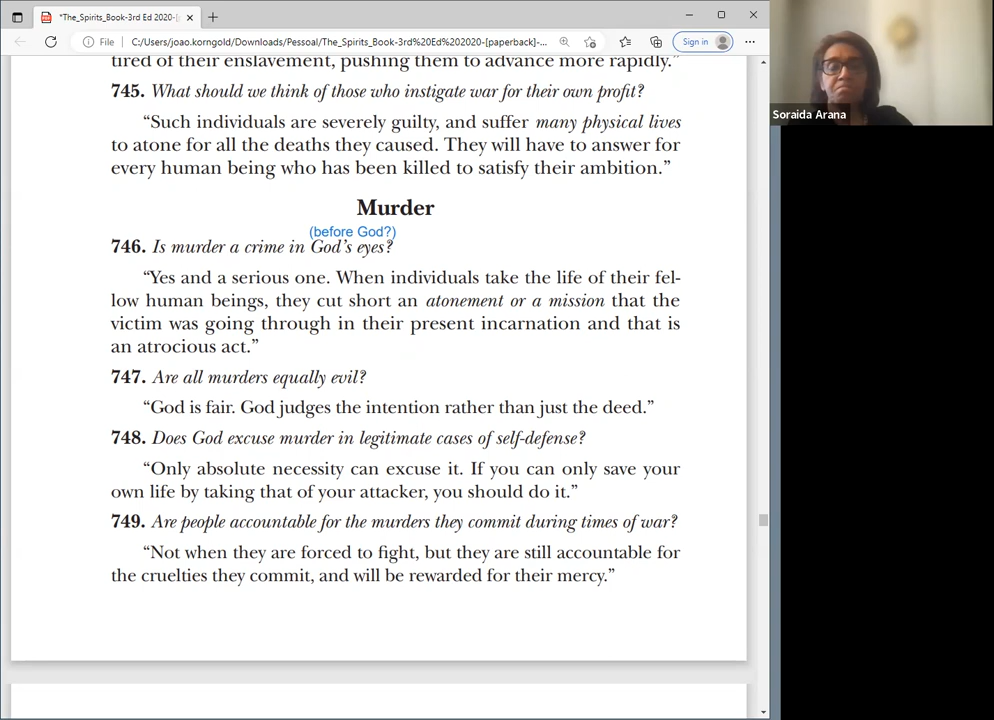 *The_Spirits_Book-3rd Ed 2020-[
File
C:/Users/joao.korngold/Downloads/Pessoal/The_Spirits_Book-3rd%20Ed%202020-[paperback]-...
Sign in
Soraida Arana
tired of their enslavement, pushing them to advance more rapidly.”
745. What should we think of those who instigate war for their own profit?
“Such individuals are severely guilty, and suffer many physical lives
to atone for all the deaths they caused. They will have to answer for
every human being who has been killed to satisfy their ambition.”
Murder
(before God?)
746. Is murder a crime in God’s eyes?
“Yes and a serious one. When individuals take the life of their fel-
low human beings, they cut short an atonement or a mission that the
victim was going through in their present incarnation and that is
an atrocious act.”
747. Are all murders equally evil?
“God is fair. God judges the intention rather than just the deed.”
748. Does God excuse murder in legitimate cases of self-defense?
“Only absolute necessity can excuse it. If you can only save your
own life by taking that of your attacker, you should do it.”
749. Are people accountable for the murders they commit during times of war?
“Not when they are forced to fight, but they are still accountable for
the cruelties they commit, and will be rewarded for their mercy.”